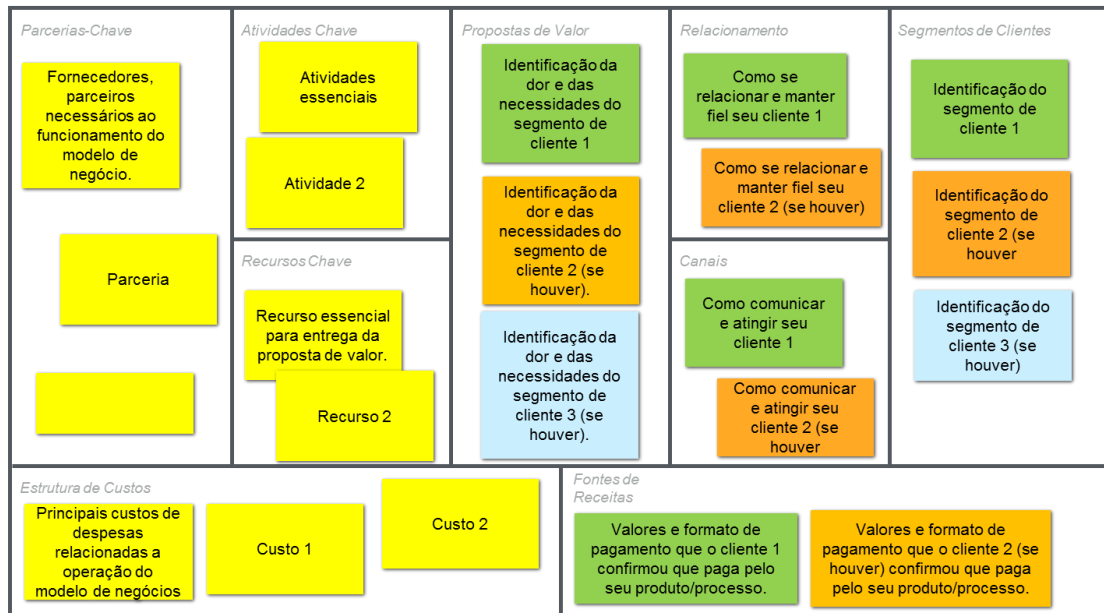 Parcerias-Chave
Fornecedores,
parceiros
necessários ao
funcionamento do
modelo de
negócio.
Parceria
Atividades Chave
Atividades
essenciais
Atividade 2
Recursos Chave
Recurso essencial
para entrega da
proposta de valor.
Recurso 2
Propostas de Valor
Identificação da
dor e das
necessidades do
segmento de
cliente 1
Identificação da
dor e das
necessidades do
segmento de
cliente 2 (se
houver).
Identificação da
dor e das
necessidades do
segmento de
cliente 3 (se
houver).
Relacionamento
Como se
relacionar e manter
fiel seu cliente 1
Como se relacionar e
manter fiel seu
cliente 2 (se houver)
Canais
Como comunicar
e atingir seu
cliente 1
Como comunicar
e atingir seu
cliente 2 (se
houver
Segmentos de Clientes
Identificação do
segmento de
cliente 1
Identificação do
segmento de
cliente 2 (se
houver
Identificação do
segmento de
cliente 3 (se
houver)
Estrutura de Custos
Principais custos de
despesas
relacionadas a
operação do
modelo de negócios
Custo 1
Custo 2
Fontes de
Receitas
Valores e formato de
pagamento que o cliente 1
confirmou que paga pelo
seu produto/processo.
Valores e formato de
pagamento que o cliente 2 (se
houver) confirmou que paga
pelo seu produto/processo.